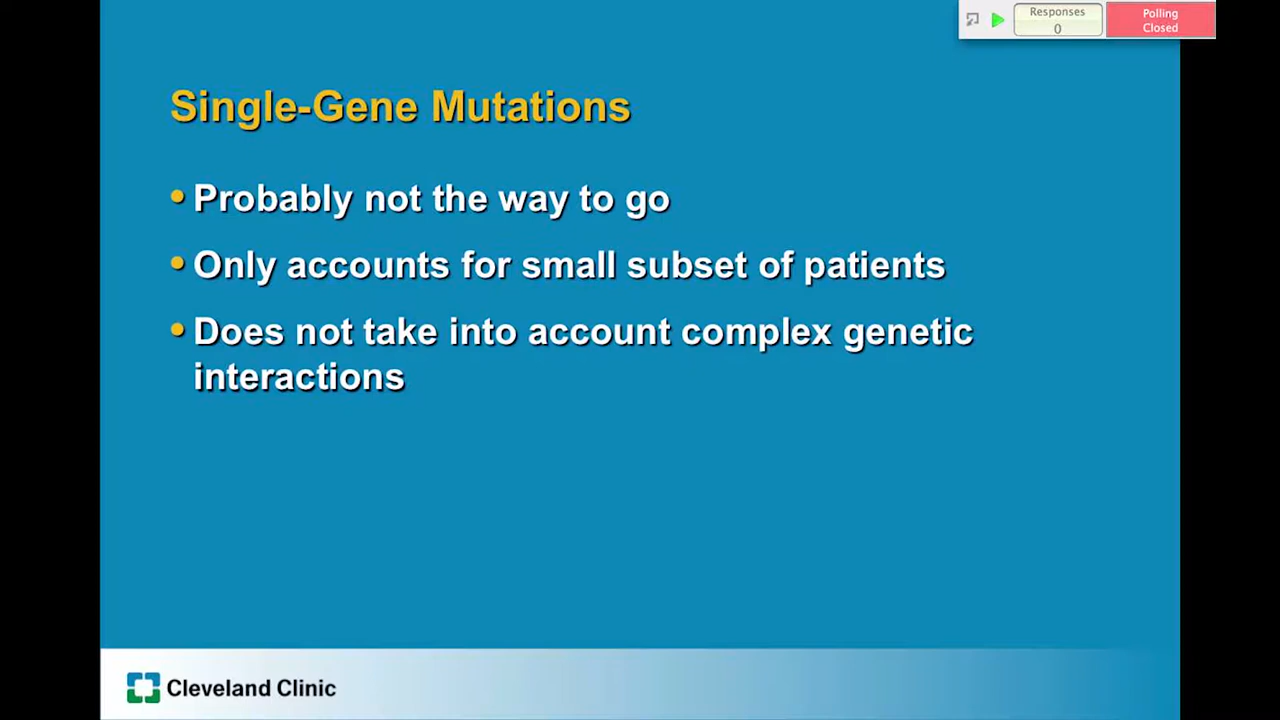 Responses
0
Polling
Closed
Single-Gene Mutations
• Probably not the way to go
• Only accounts for small subset of patients
• Does not take into account complex genetic
interactions
Cleveland Clinic